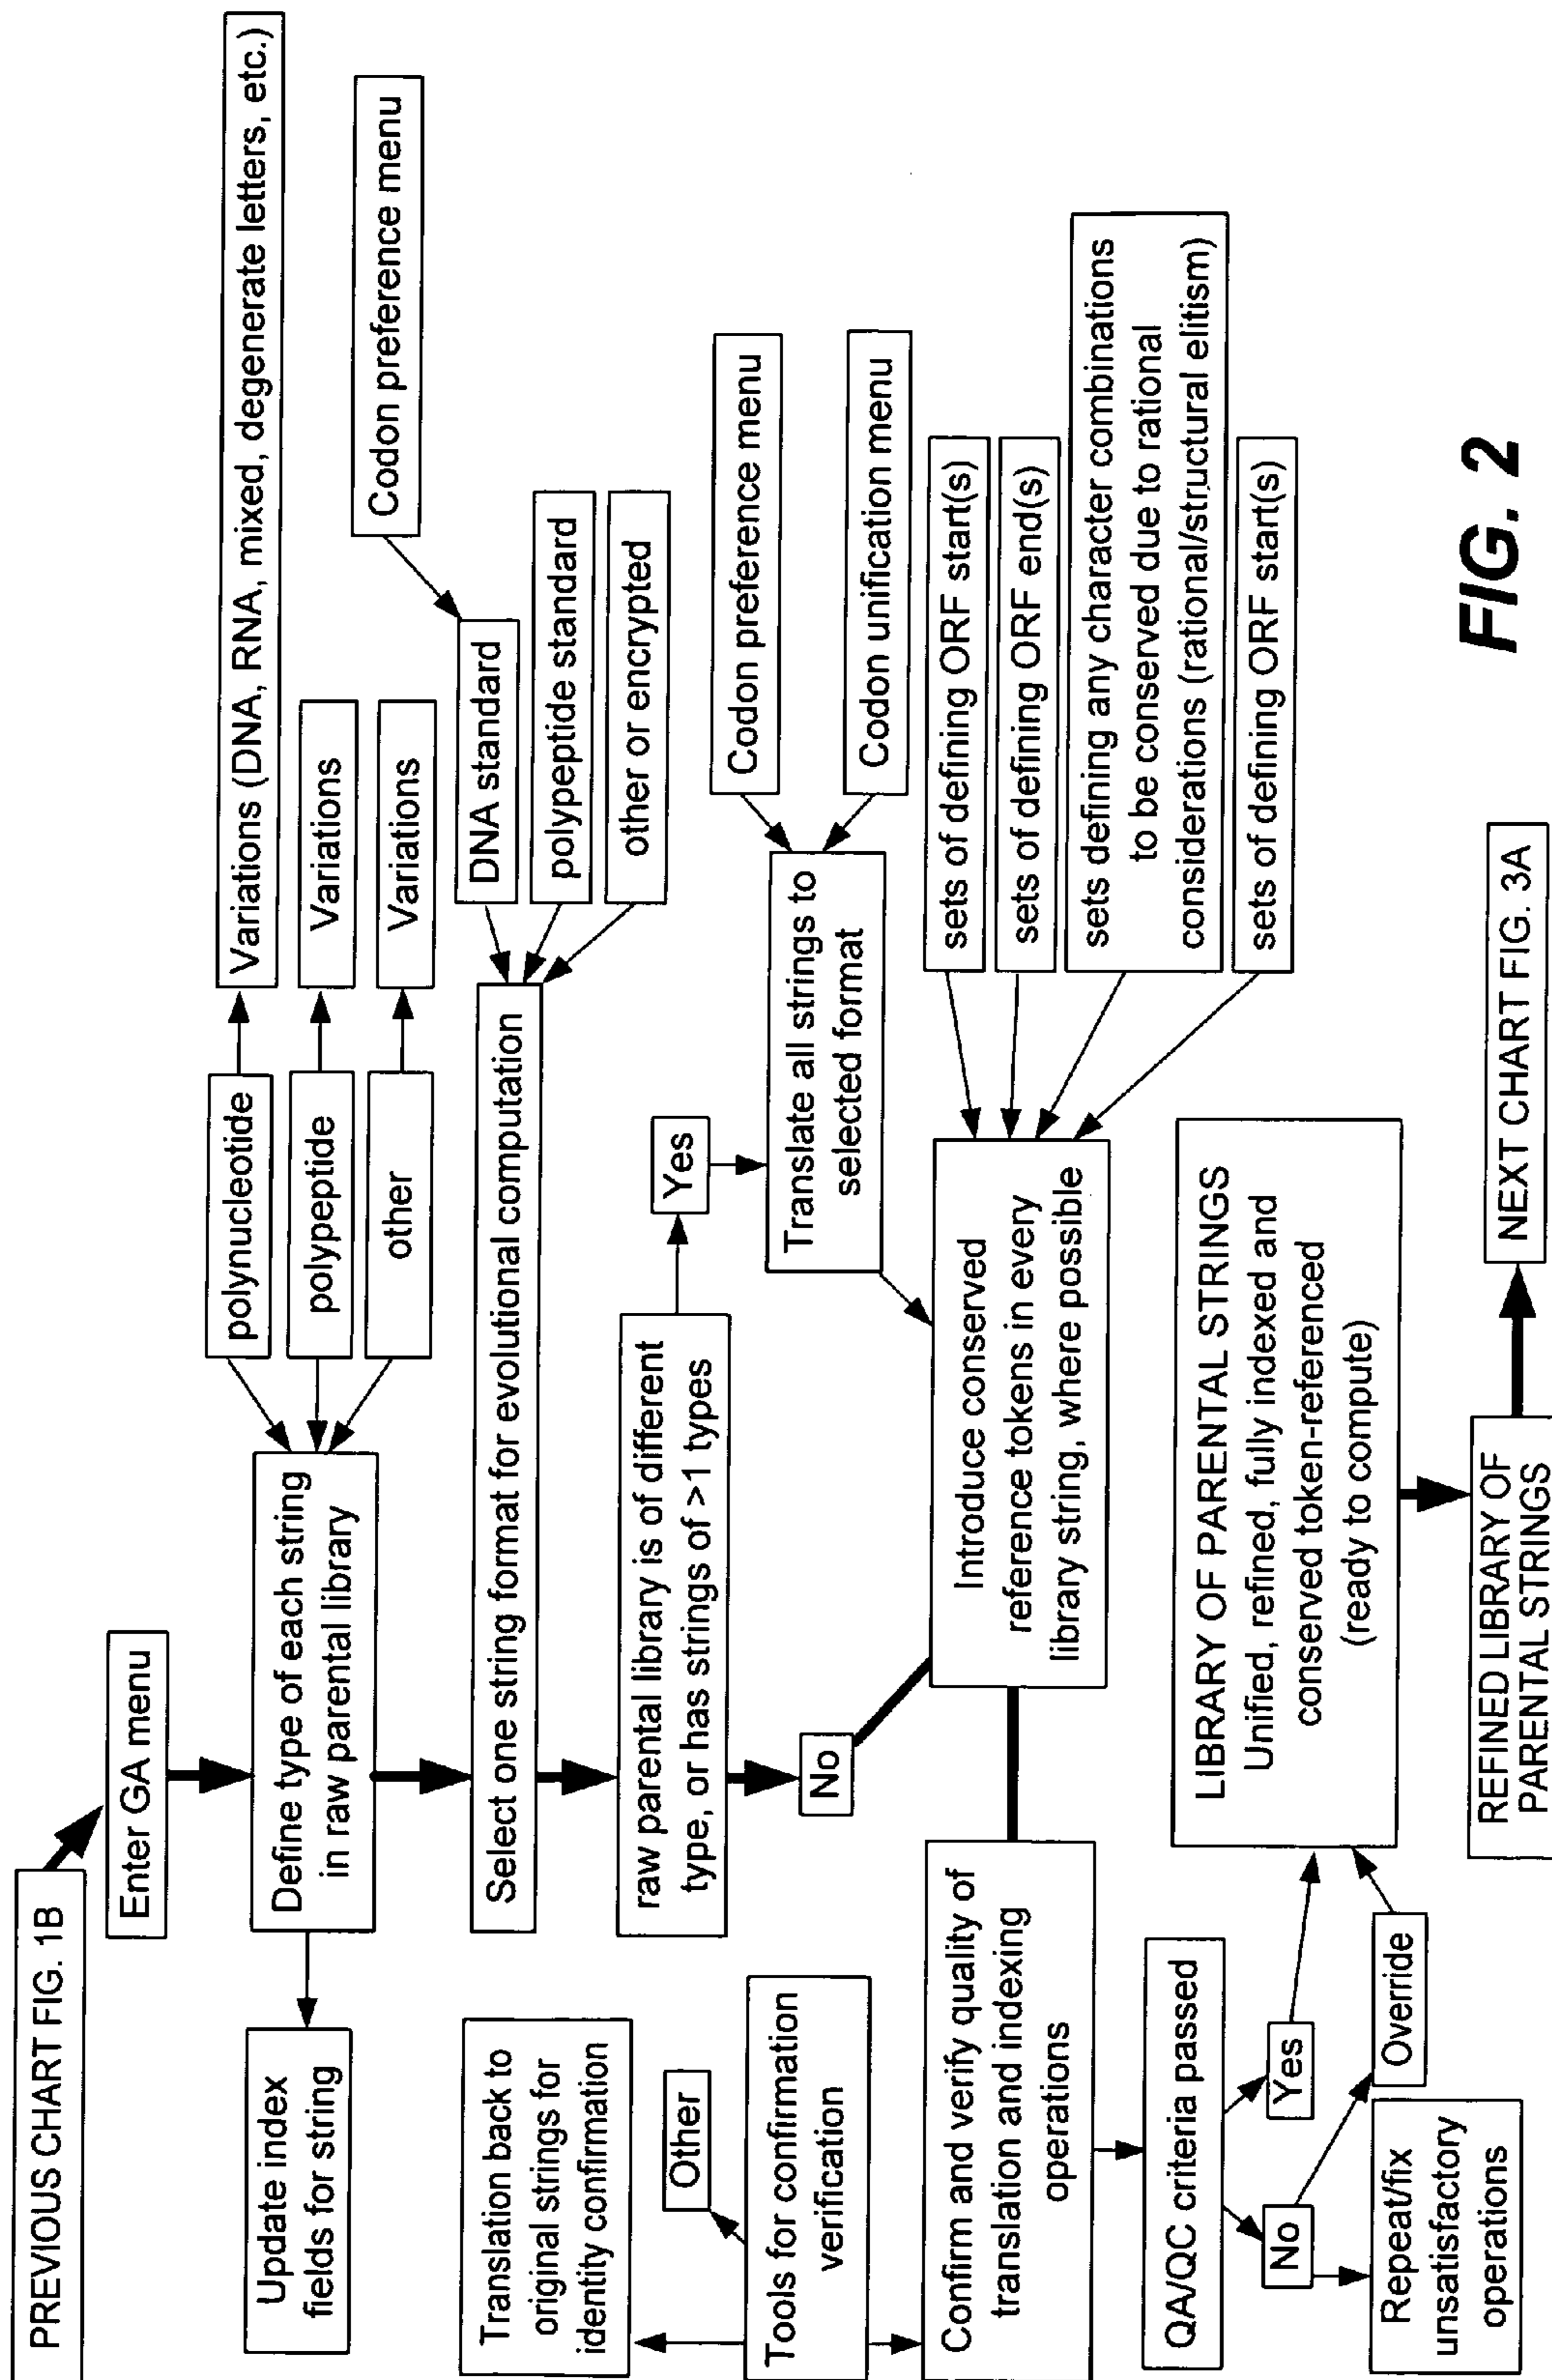 PREVIOUS CHART FIG. 1B
Enter GA menu
Update index
fields for string
Define type of each string
in raw parental library
polynucleotide
polypeptide
other
Variations (DNA, RNA, mixed, degenerate letters, etc.)
Variations
Variations
Codon preference menu
Select one string format for evolutional computation
DNA standard
polypeptide standard
other or encrypted
Translation back to
original strings for
identity confirmation
raw parental library is of different
type, or has strings of >1 types
Yes
Codon preference menu
Codon unification menu
Translate all strings to
selected format
Other
Tools for confirmation
verification
No
Confirm and verify quality of
translation and indexing
operations
Introduce conserved
reference tokens in every
library string, where possible
sets of defining ORF start(s)
sets of defining ORF end(s)
sets defining any character combinations
to be conserved due to rational
considerations (rational/structural elitism)
sets of defining ORF start(s)
QA/QC criteria passed
Yes
No
Override
Repeat/fix
unsatisfactory
operations
LIBRARY OF PARENTAL STRINGS
Unified, refined, fully indexed and
conserved token-referenced
(ready to compute)
REFINED LIBRARY OF
PARENTAL STRINGS
NEXT CHART FIG. 3A
FIG. 2